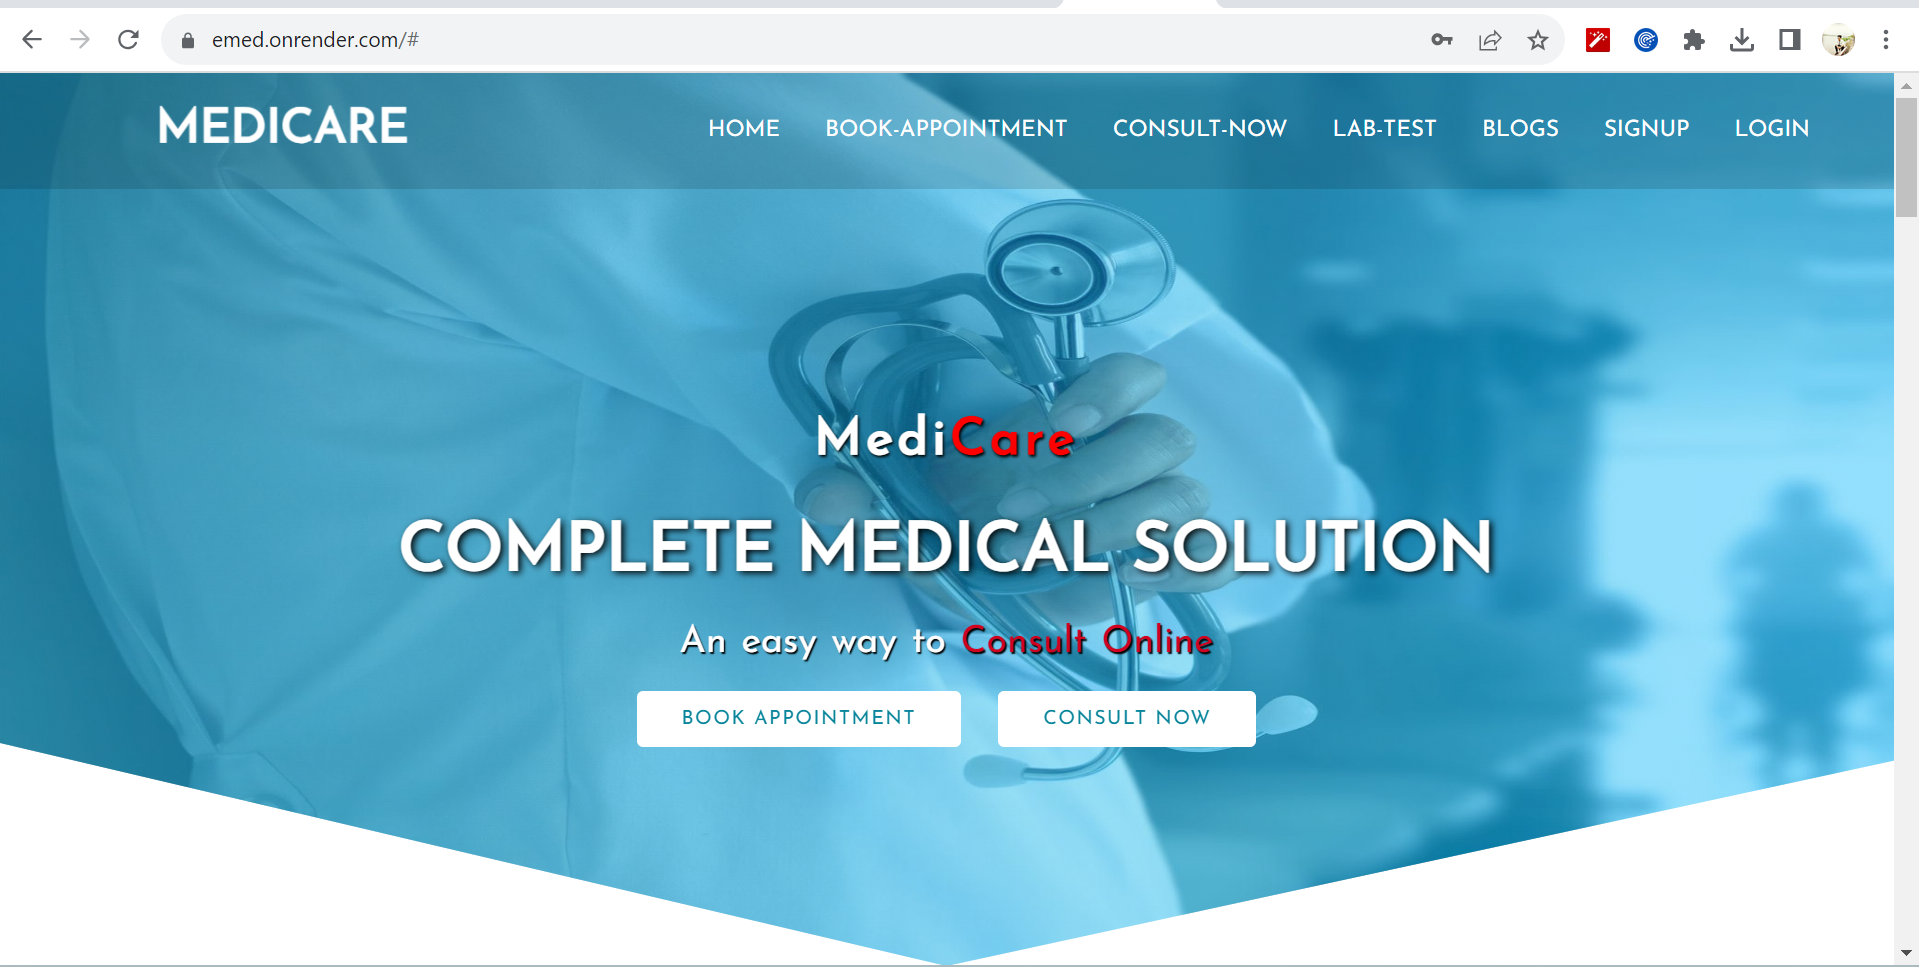 emed.onrender.com/#
MEDICARE
HOME BOOK-APPOINTMENT CONSULT-NOW LAB-TEST BLOGS SIGNUP LOGIN
MediCare
COMPLETE MEDICAL SOLUTION
An easy way to Consult Online
BOOK APPOINTMENT CONSULT NOW